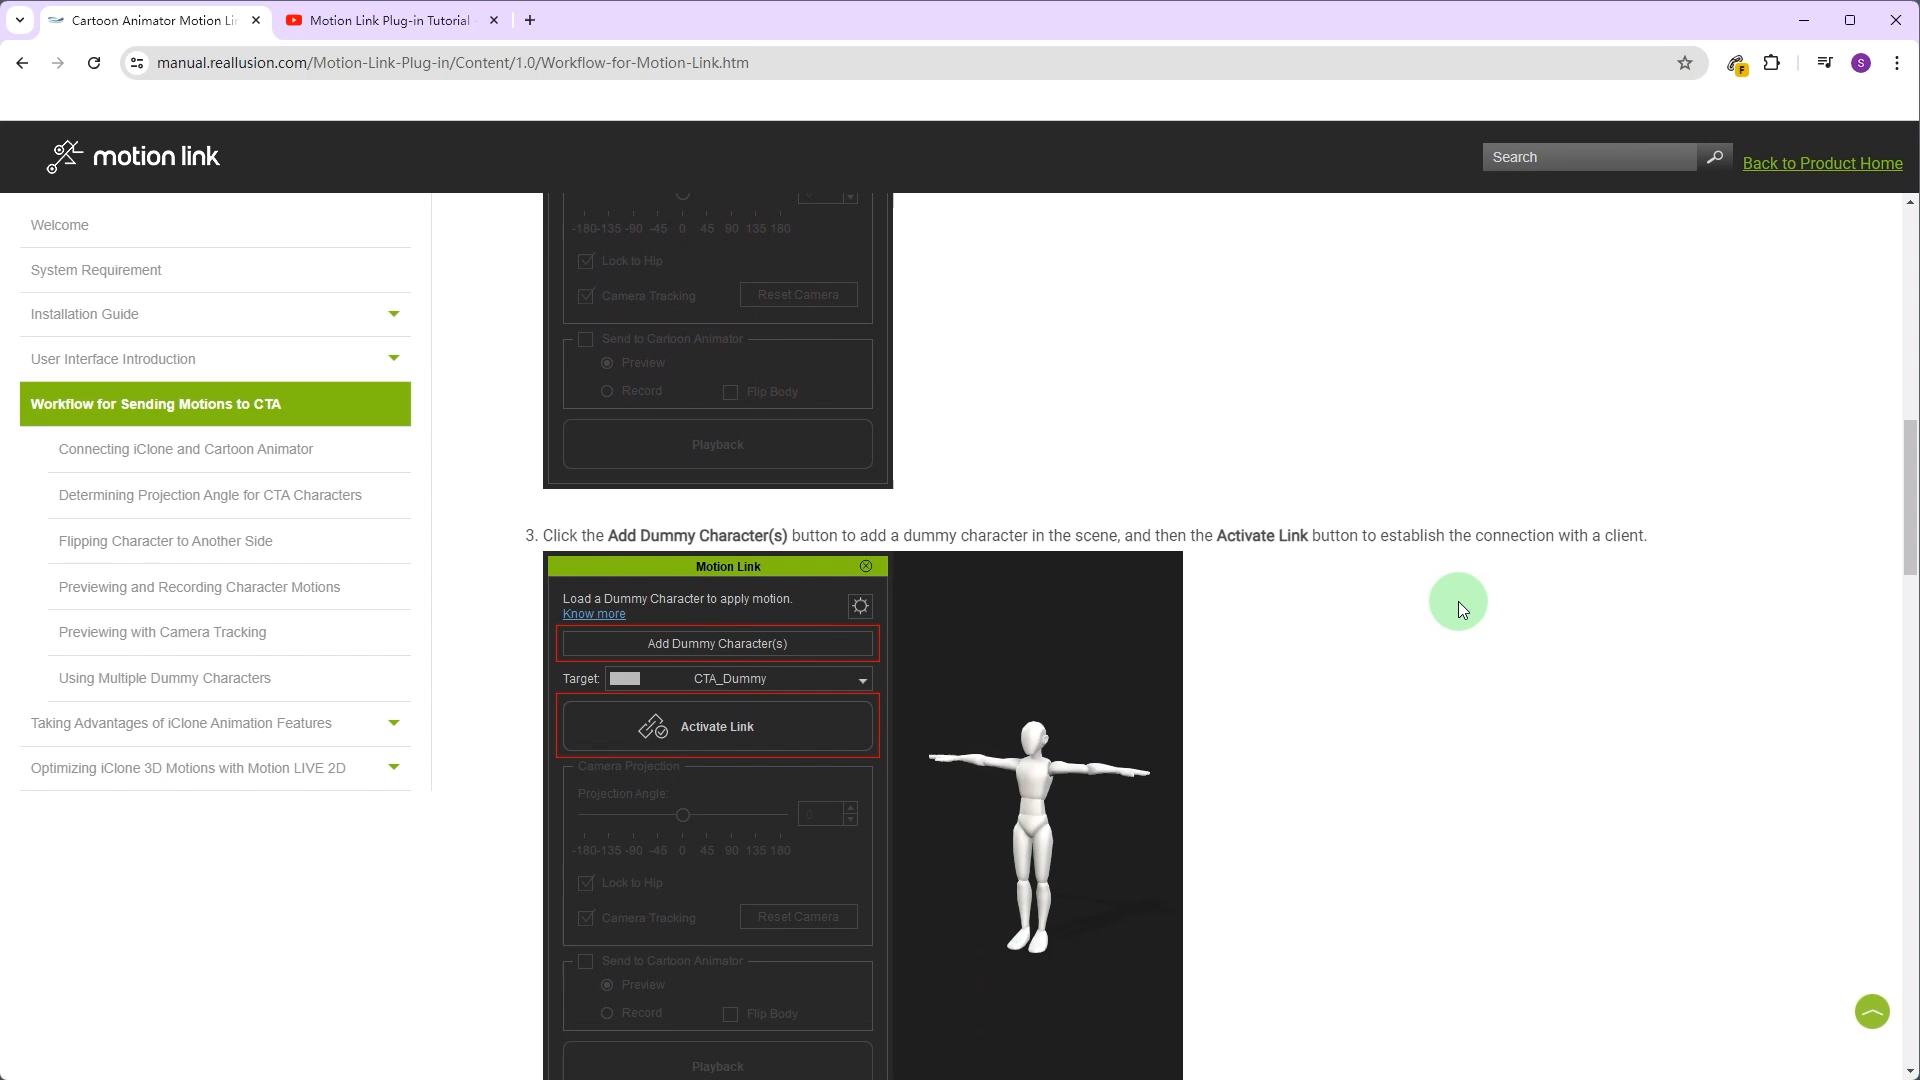 Cartoon Animator Motion Li
Motion Link Plug-in Tutorial
manual.reallusion.com/Motion-Link-Plug-in/Content/1.0/Workflow-for-Motion-Link.htm
F
S
motion link
Search
Back to Product Home
Welcome
System Requirement
Installation Guide
User Interface Introduction
Workflow for Sending Motions to CTA
Connecting iClone and Cartoon Animator
Determining Projection Angle for CTA Characters
Flipping Character to Another Side
Previewing and Recording Character Motions
Previewing with Camera Tracking
Using Multiple Dummy Characters
Taking Advantages of iClone Animation Features
Optimizing iClone 3D Motions with Motion LIVE 2D
-180-135 -90 -45 0 45 90 135 180
Lock to Hip
Camera Tracking Reset Camera
Send to Cartoon Animator
Preview
Record Flip Body
Playback
3. Click the Add Dummy Character(s) button to add a dummy character in the scene, and then the Activate Link button to establish the connection with a client.
Motion Link
Load a Dummy Character to apply motion.
Know more
Add Dummy Character(s)
Target: CTA_Dummy
Activate Link
Camera Projection
Projection Angle:
0
-180-135 -90 -45 0 45 90 135 180
Lock to Hip
Camera Tracking Reset Camera
Send to Cartoon Animator
Preview
Record Flip Body
Playback